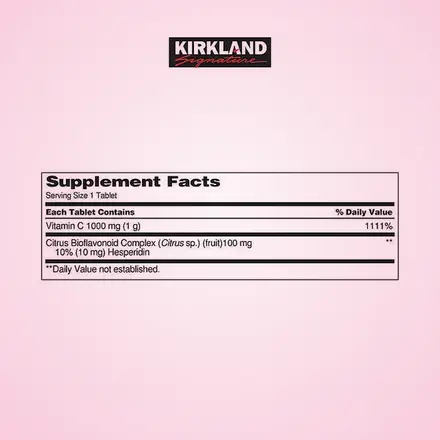 KIRKLAND
Signature
Supplement Facts
Serving Size 1 Tablet
Each Tablet Contains % Daily Value
Vitamin C 1000 mg (1 g) 1111%
Citrus Bioflavonoid Complex (Citrus sp.) (fruit)100 mg **
10% (10 mg) Hesperidin
**Daily Value not established.